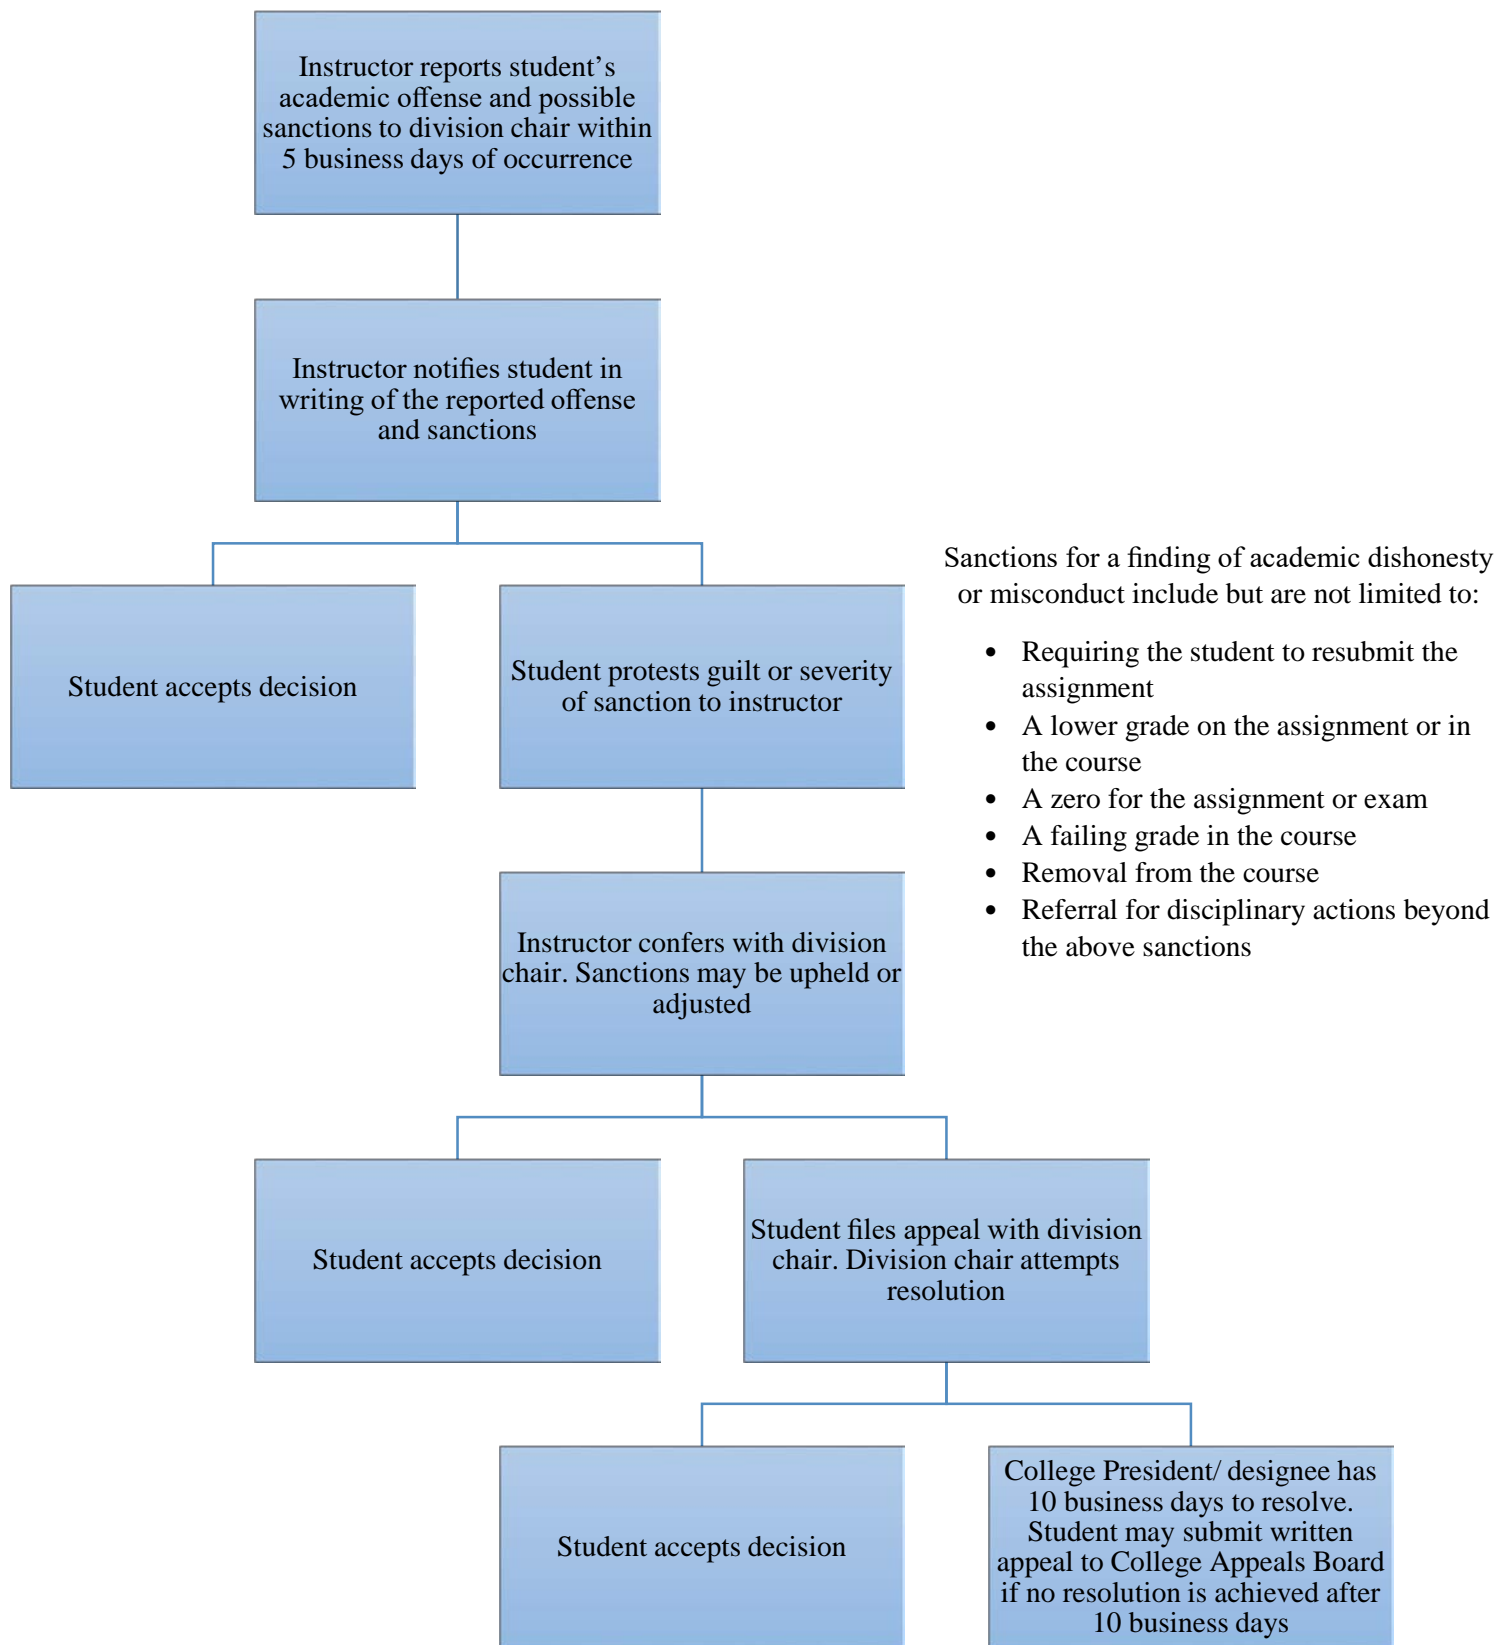 Instructor reports student’s
academic offense and possible
sanctions to division chair within
5 business days of occurrence
Instructor notifies student in
writing of the reported offense
and sanctions
Student accepts decision
Student protests guilt or severity
of sanction to instructor
Sanctions for a finding of academic dishonesty
or misconduct include but are not limited to:
• Requiring the student to resubmit the
assignment
• A lower grade on the assignment or in
the course
• A zero for the assignment or exam
• A failing grade in the course
• Removal from the course
• Referral for disciplinary actions beyond
the above sanctions
Instructor confers with division
chair. Sanctions may be upheld or
adjusted
Student accepts decision
Student files appeal with division
chair. Division chair attempts
resolution
Student accepts decision
College President/ designee has
10 business days to resolve.
Student may submit written
appeal to College Appeals Board
if no resolution is achieved after
10 business days